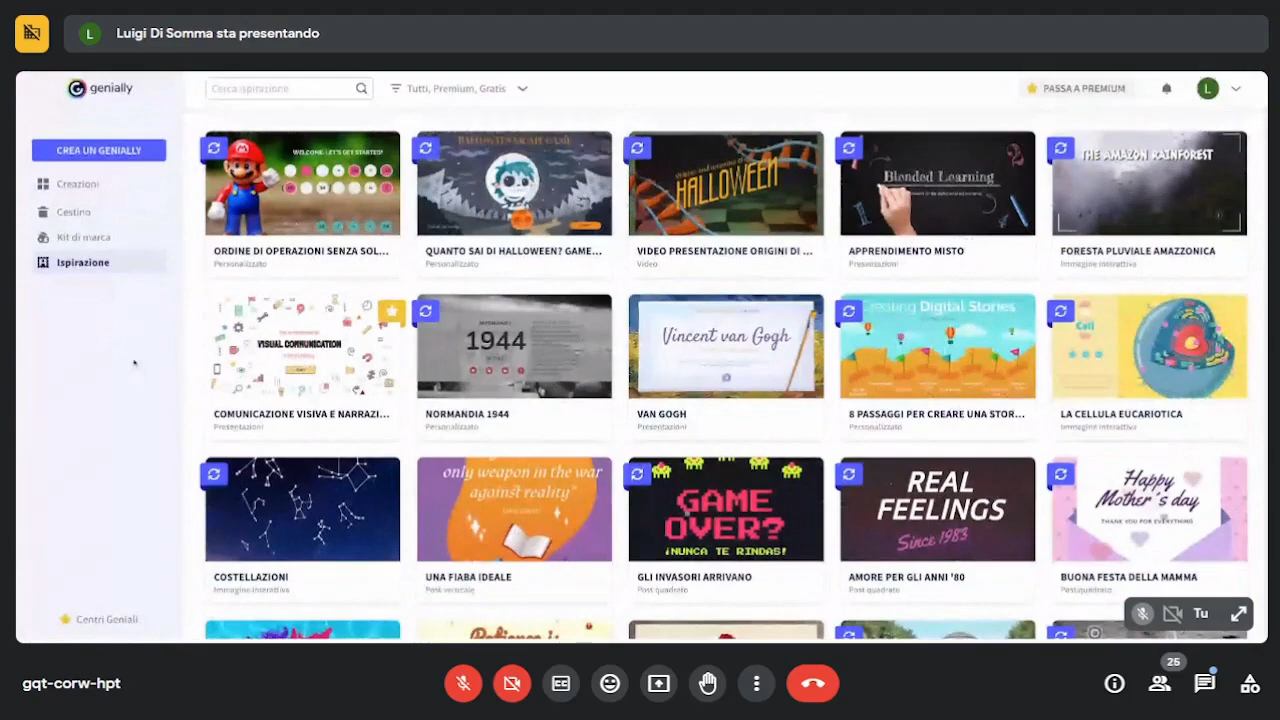 L Luigi Di Somma sta presentando
genially
Cerca ispirazione
Tutti, Premium, Gratis
PASSA A PREMIUM
L
CREA UN GENIALLY
Creazioni
Cestino
Kit di marca
Ispirazione
Centri Geniali
WELCOME! LET'S GET STARTED!
HALLOWEEN
Blended Learning
THE AMAZON RAINFOREST
ORDINE DI OPERAZIONI SENZA SOL...
Personalizzato
QUANTO SAI DI HALLOWEEN? GAME...
Personalizzato
VIDEO PRESENTAZIONE ORIGINI DI ...
Video
APPRENDIMENTO MISTO
Presentazioni
FORESTA PLUVIALE AMAZZONICA
Immagine interattiva
VISUAL COMMUNICATION
1944
Vincent van Gogh
Creating Digital Stories
Cell
COMUNICAZIONE VISIVA E NARRAZI...
Presentazioni
NORMANDIA 1944
Personalizzato
VAN GOGH
Presentazioni
8 PASSAGGI PER CREARE UNA STOR...
Personalizzato
LA CELLULA EUCARIOTICA
Immagine interattiva
only weapon in the war
against reality"
GAME
OVER?
¡NUNCA TE RINDAS!
REAL
FEELINGS
Since 1983
Happy
Mother's day
THANK YOU FOR EVERYTHING
COSTELLAZIONI
Immagine interattiva
UNA FIABA IDEALE
Post verticale
GLI INVASORI ARRIVANO
Post quadrato
AMORE PER GLI ANNI '80
Post quadrato
BUONA FESTA DELLA MAMMA
Post quadrato
Patience is
Tu
gqt-corw-hpt
25